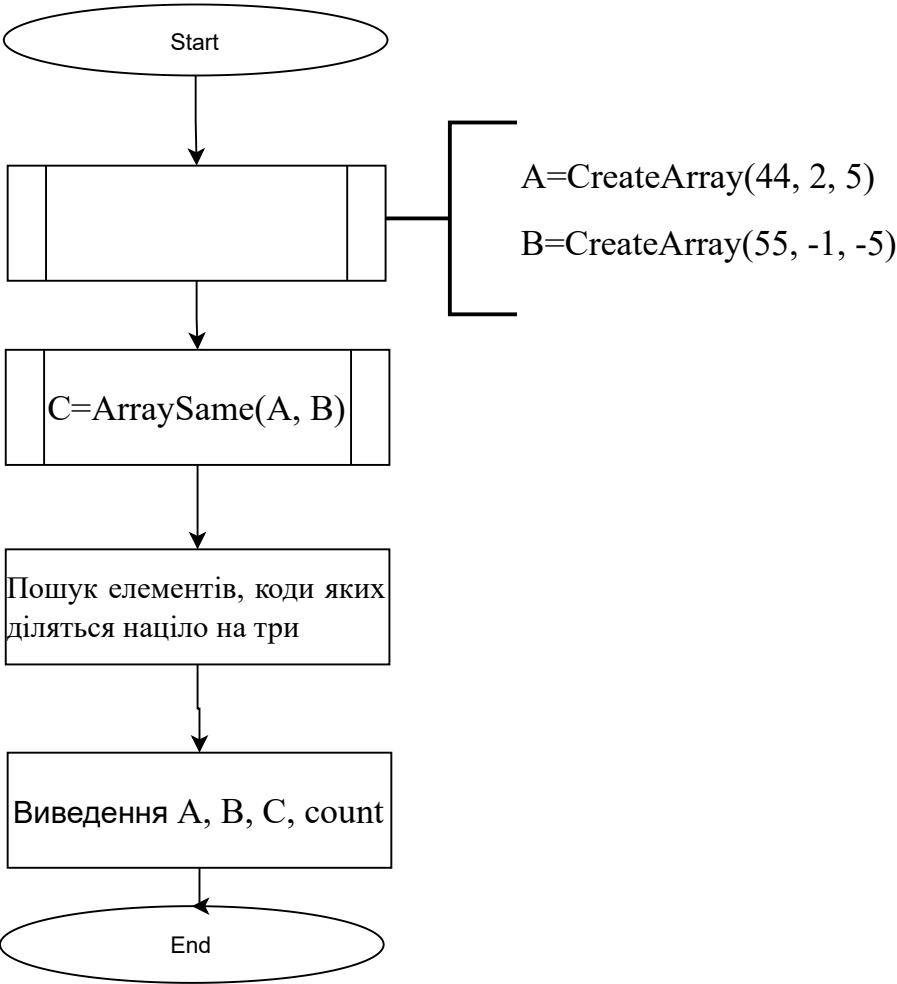 Start
A=CreateArray(44, 2, 5)
B=CreateArray(55, -1, -5)
C=ArraySame(A, B)
Пошук елементів, коди яких
діляться націло на три
Виведення A, B, C, count
End